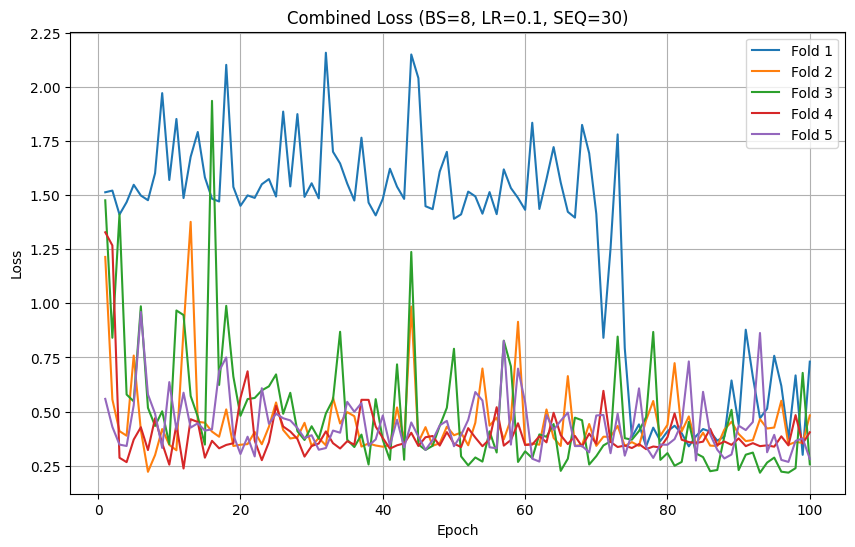 Combined Loss (BS=8, LR=0.1, SEQ=30)
2.25
2.00
1.75
1.50
1.25
1.00
0.75
0.50
0.25
Loss
Fold 1
Fold 2
Fold 3
Fold 4
Fold 5
0
20
40
60
80
100
Epoch